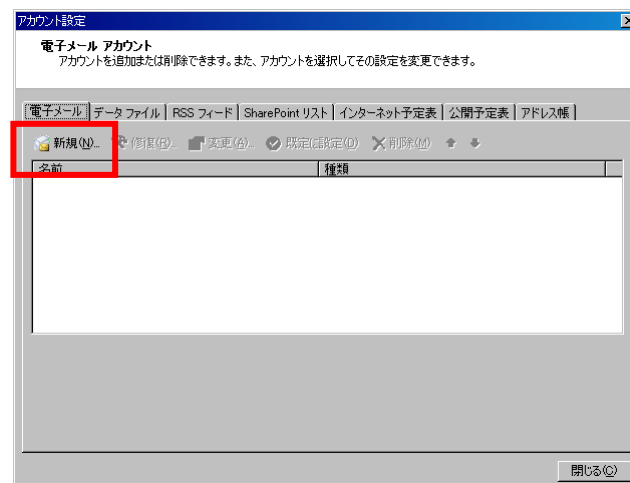 アカウント設定
電子メール アカウント
アカウントを追加または削除できます。また、アカウントを選択してその設定を変更できます。
電子メール データ ファイル RSS フィード SharePoint リスト インターネット予定表 公開予定表 アドレス帳
新規(N)... 修復(R)... 変更(A)... 既定に設定(D) 削除(M)
名前 種類
閉じる(C)